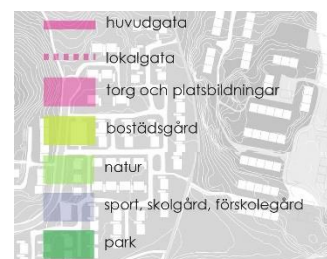 huvudgata
lokalgata
torg och platsbildningar
bostädsgård
natur
sport, skolgård, förskolegård
park